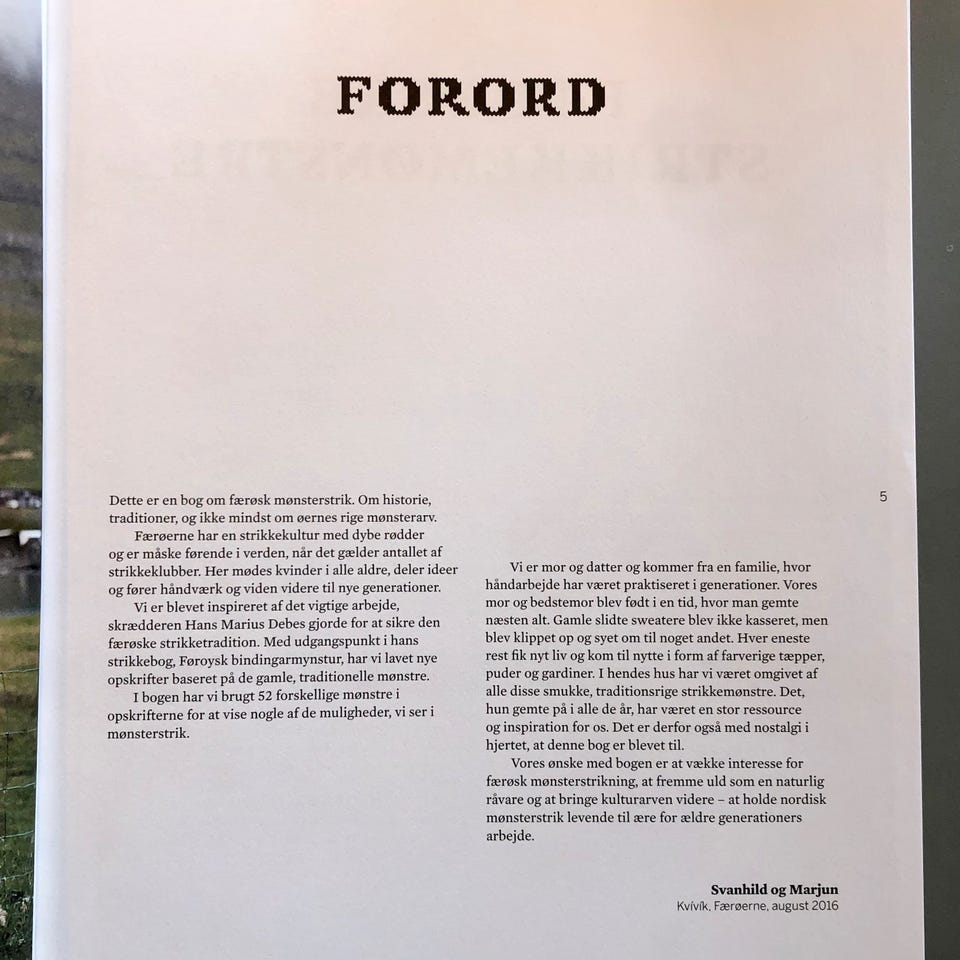 FORORD
Dette er en bog om færøsk mønsterstrik. Om historie,
traditioner, og ikke mindst om øernes rige mønsterarv.
Færøerne har en strikkekultur med dybe rødder
og er måske førende i verden, når det gælder antallet af
strikkeklubber. Her mødes kvinder i alle aldre, deler ideer
og fører håndværk og viden videre til nye generationer.
Vi er blevet inspireret af det vigtige arbejde,
skrædderen Hans Marius Debes gjorde for at sikre den
færøske strikketradition. Med udgangspunkt i hans
strikkebog, Føroysk bindingarmynstur, har vi lavet nye
opskrifter baseret på de gamle, traditionelle mønstre.
I bogen har vi brugt 52 forskellige mønstre i
opskrifterne for at vise nogle af de muligheder, vi ser i
mønsterstrik.
5
Vi er mor og datter og kommer fra en familie, hvor
håndarbejde har været praktiseret i generationer. Vores
mor og bedstemor blev født i en tid, hvor man gemte
næsten alt. Gamle slidte sweatere blev ikke kasseret, men
blev klippet op og syet om til noget andet. Hver eneste
rest fik nyt liv og kom til nytte i form af farverige tæpper,
puder og gardiner. I hendes hus har vi været omgivet af
alle disse smukke, traditionsrige strikkemønstre. Det,
hun gemte på i alle de år, har været en stor ressource
og inspiration for os. Det er derfor også med nostalgi i
hjertet, at denne bog er blevet til.
Vores ønske med bogen er at vække interesse for
færøsk mønsterstrikning, at fremme uld som en naturlig
råvare og at bringe kulturarven videre – at holde nordisk
mønsterstrik levende til ære for ældre generationers
arbejde.
Svanhild og Marjun
Kvívík, Færøerne, august 2016